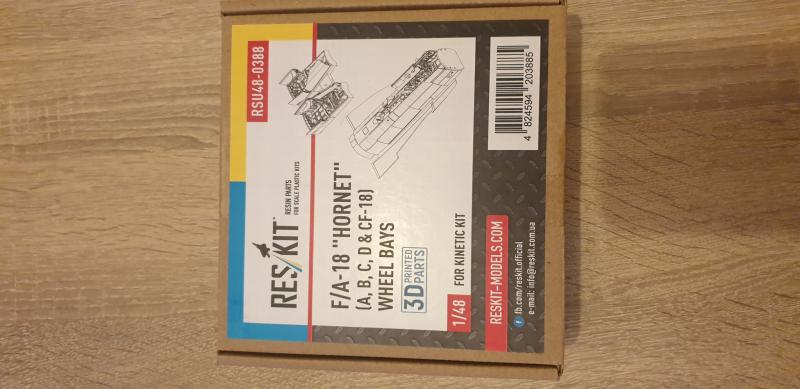 RSU48-0388
RES/KIT
RESIN PARTS
FOR SCALE PLASTIC KITS
F/A-18 "HORNET"
(A, B, C, D & CF-18)
WHEEL BAYS
3D PRINTED PARTS
1/48 FOR KINETIC KIT
RESKIT-MODELS.COM
f fb.com/reskit.official
e-mail: info@reskit.com.ua
4 824594 203885